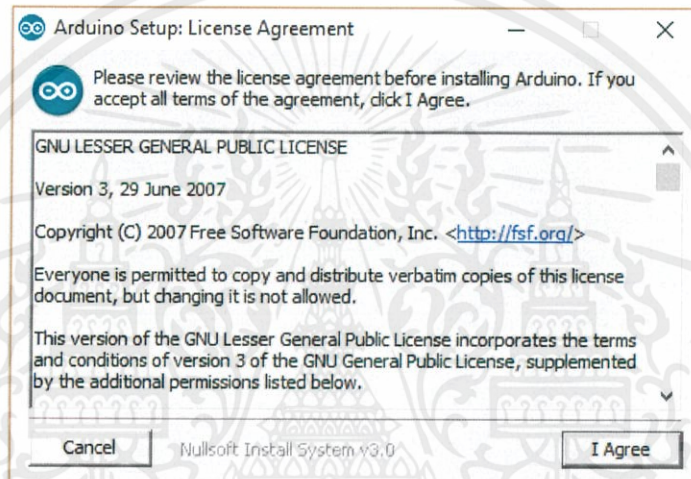 Arduino Setup: License Agreement
Please review the license agreement before installing Arduino. If you
accept all terms of the agreement, click I Agree.
GNU LESSER GENERAL PUBLIC LICENSE
Version 3, 29 June 2007
Copyright (C) 2007 Free Software Foundation, Inc. <http://fsf.org/>
Everyone is permitted to copy and distribute verbatim copies of this license
document, but changing it is not allowed.
This version of the GNU Lesser General Public License incorporates the terms
and conditions of version 3 of the GNU General Public License, supplemented
by the additional permissions listed below.
Cancel Nullsoft Install System v3.0 I Agree